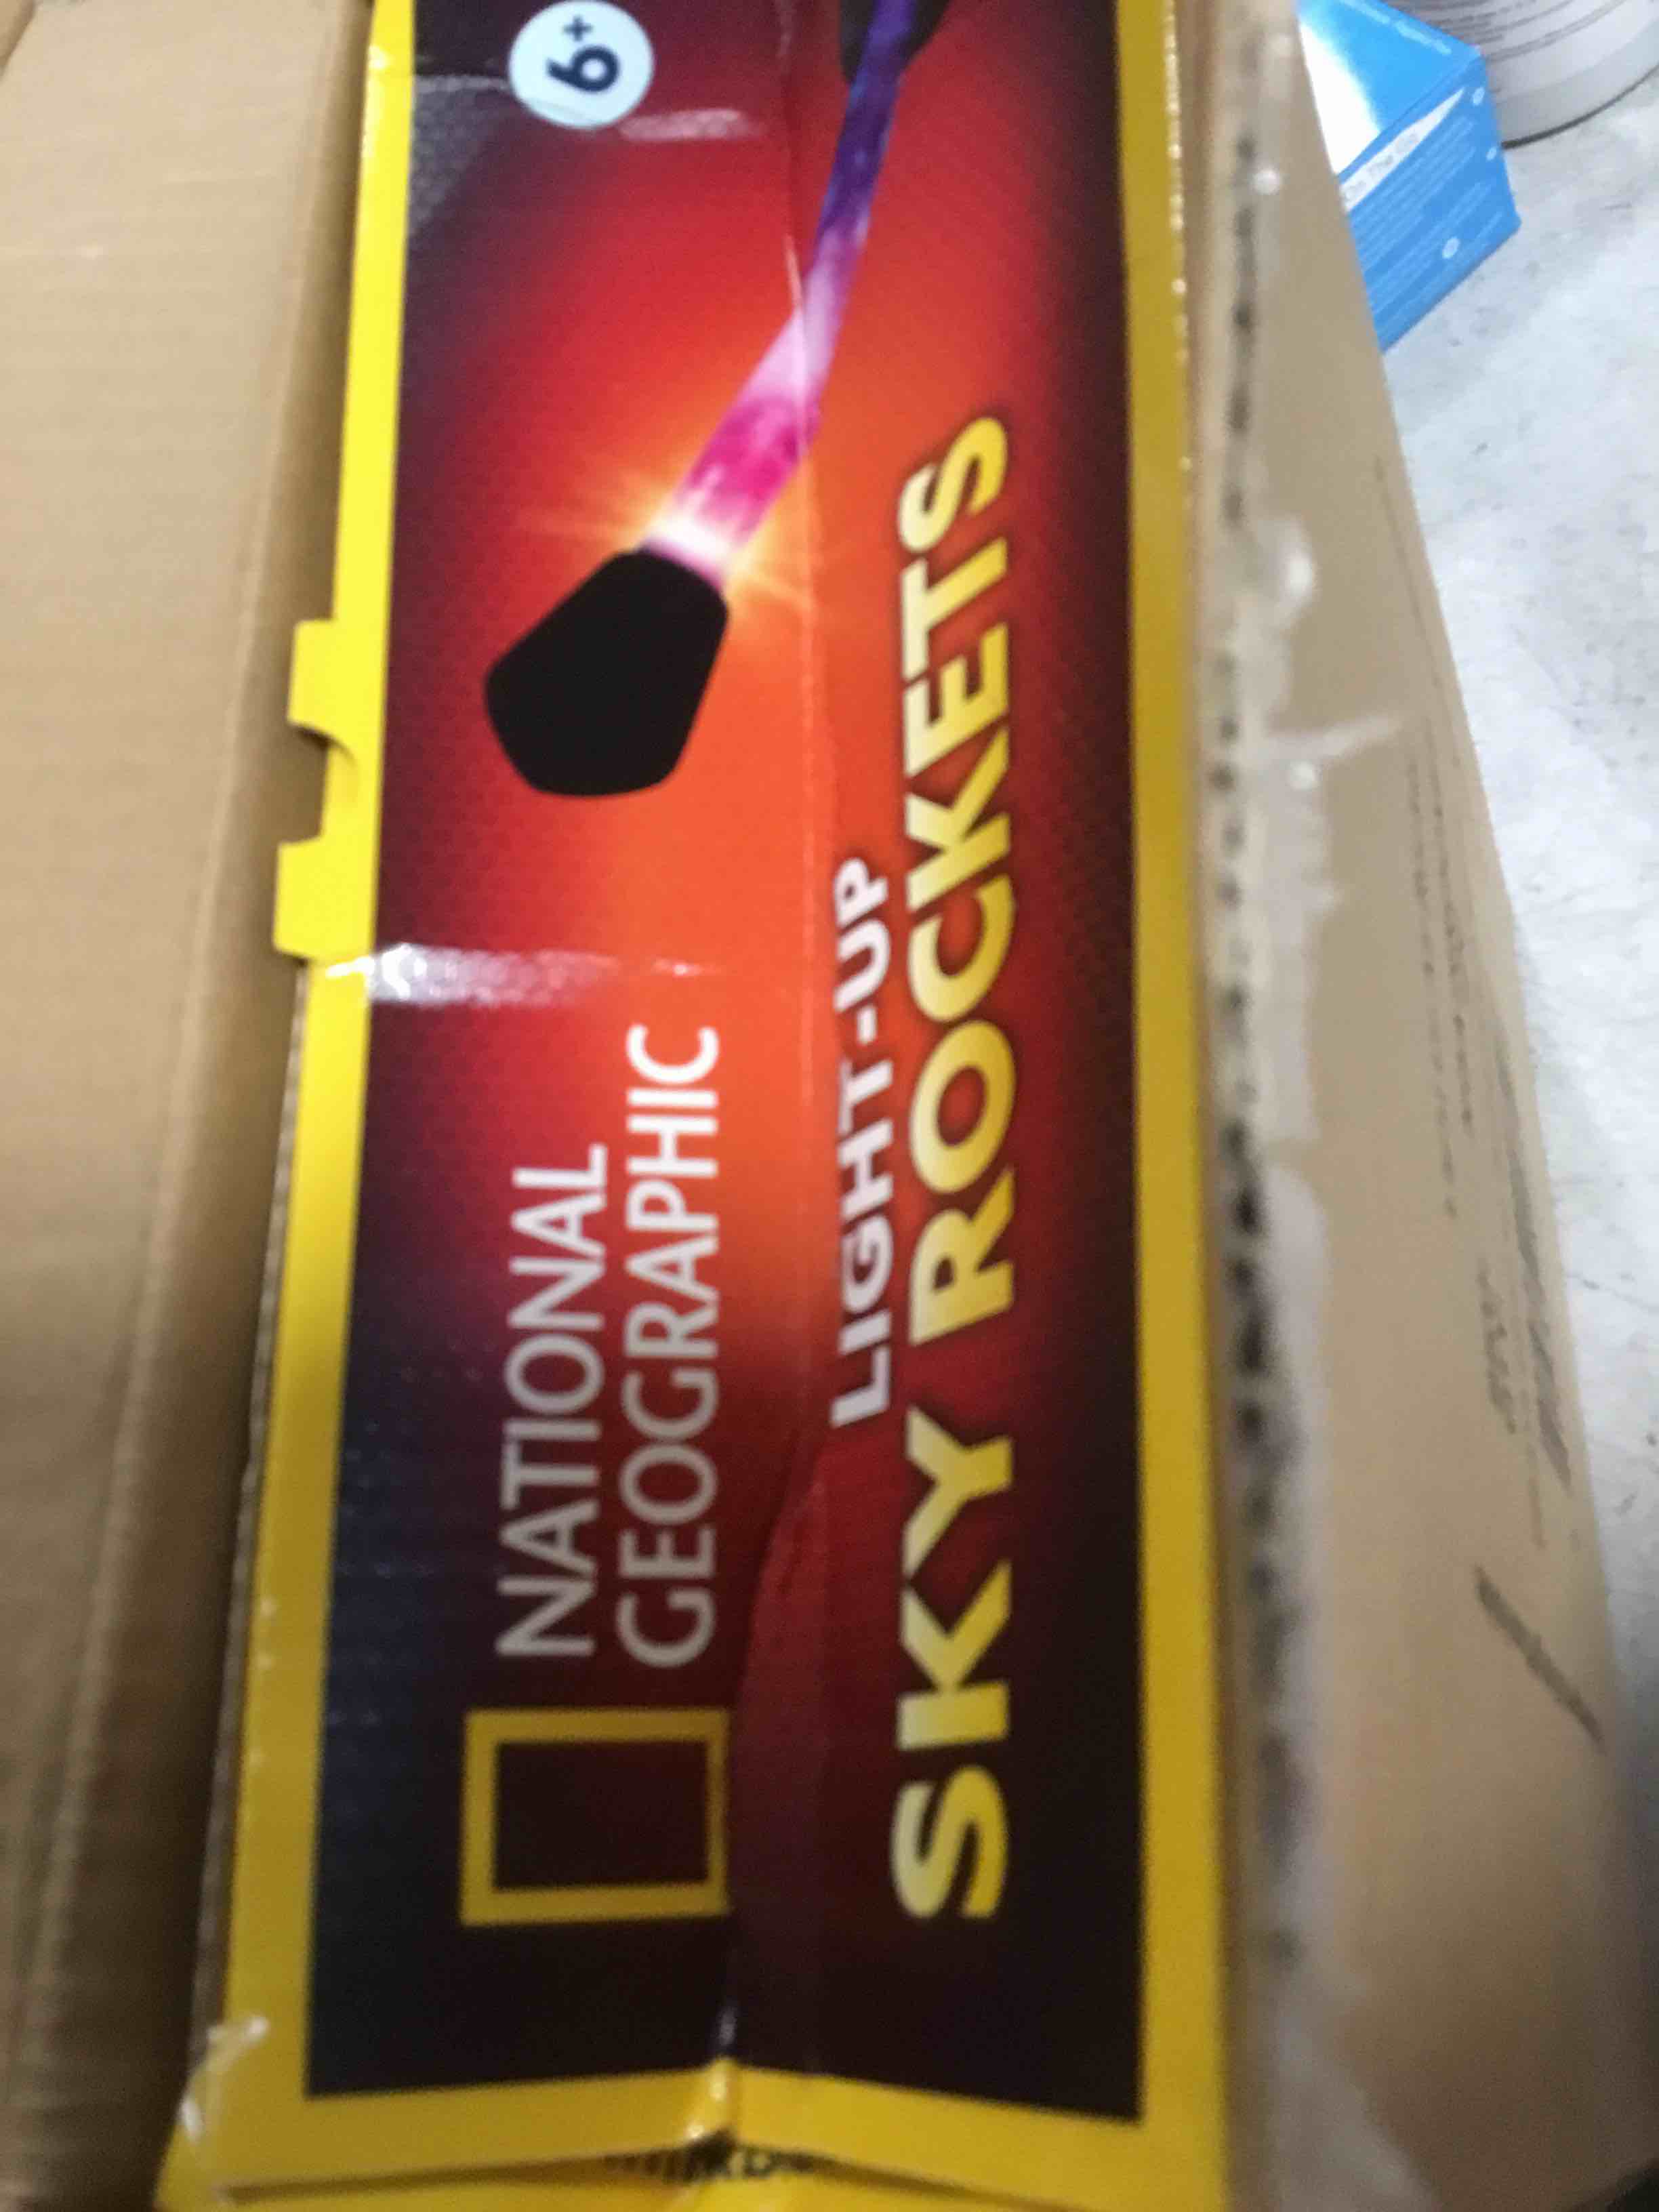 NATIONAL
GEOGRAPHIC
LIGHT-UP
SKY ROCKETS
6+